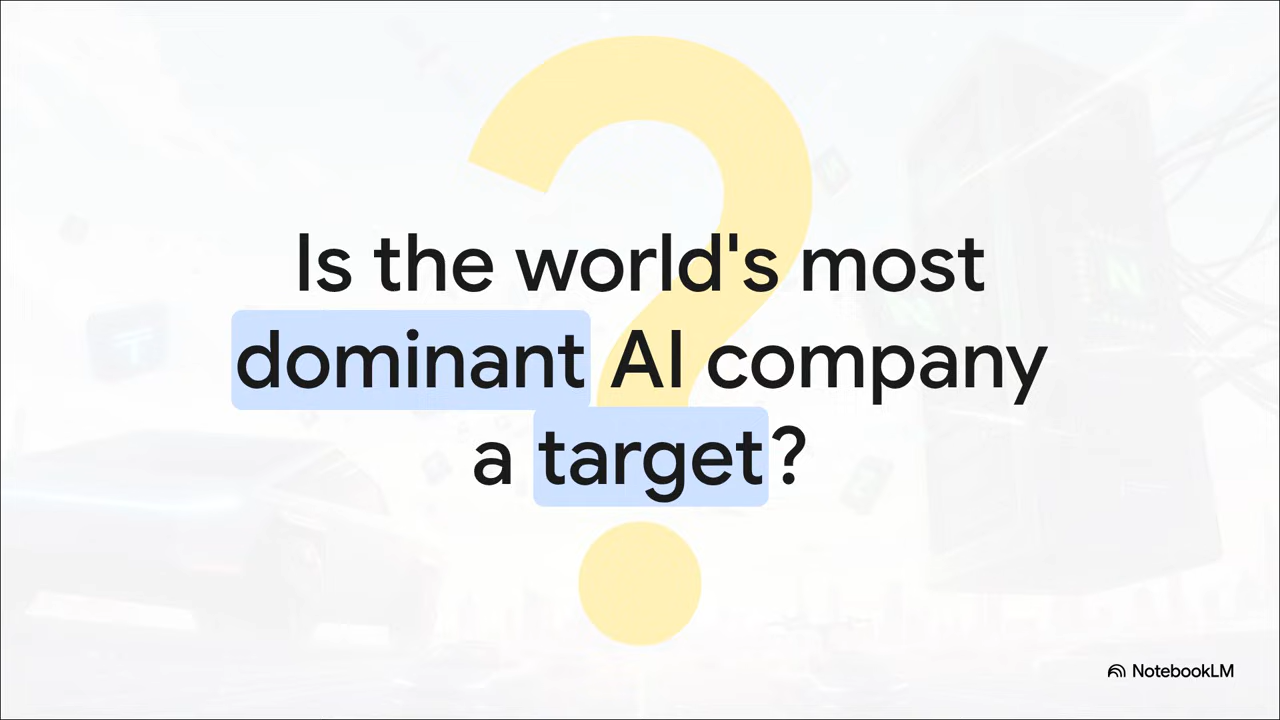 Is the world's most
dominant AI company
a target?
NotebookLM